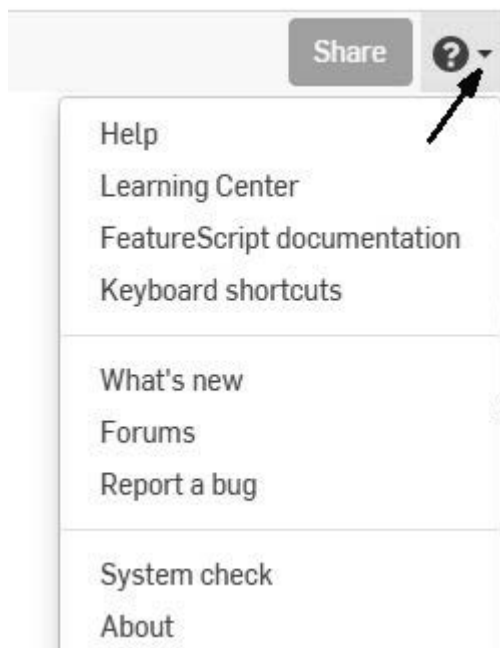 Share ?
Help
Learning Center
FeatureScript documentation
Keyboard shortcuts
What's new
Forums
Report a bug
System check
About